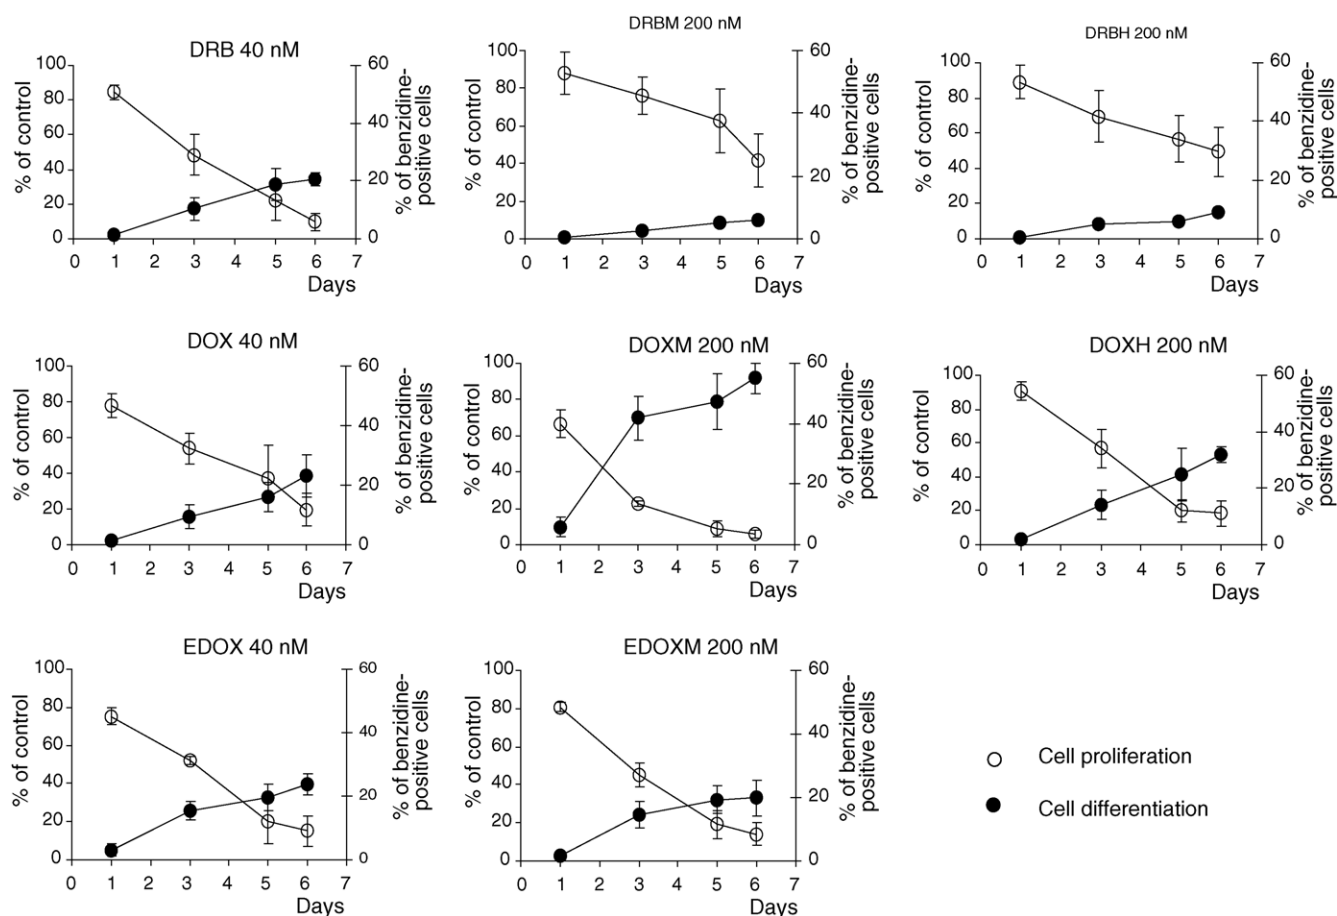 DRB 40 nM
% of control
100
80
60
40
20
0
60
40
20
0
% of benzidine-
positive cells
0 1 2 3 4 5 6 7
Days
DRBM 200 nM
% of control
100
80
60
40
20
0
60
40
20
0
% of benzidine-
positive cells
0 1 2 3 4 5 6 7
Days
DRBH 200 nM
% of control
100
80
60
40
20
0
60
40
20
0
% of benzidine-
positive cells
0 1 2 3 4 5 6 7
Days
DOX 40 nM
% of control
100
80
60
40
20
0
60
40
20
0
% of benzidine-
positive cells
0 1 2 3 4 5 6 7
Days
DOXM 200 nM
% of control
100
80
60
40
20
0
60
40
20
0
% of benzidine-
positive cells
0 1 2 3 4 5 6 7
Days
DOXH 200 nM
% of control
100
80
60
40
20
0
60
40
20
0
% of benzidine-
positive cells
0 1 2 3 4 5 6 7
Days
EDOX 40 nM
% of control
100
80
60
40
20
0
60
40
20
0
% of benzidine-
positive cells
0 1 2 3 4 5 6 7
Days
EDOXM 200 nM
% of control
100
80
60
40
20
0
60
40
20
0
% of benzidine-
positive cells
0 1 2 3 4 5 6 7
Days
Cell proliferation
Cell differentiation